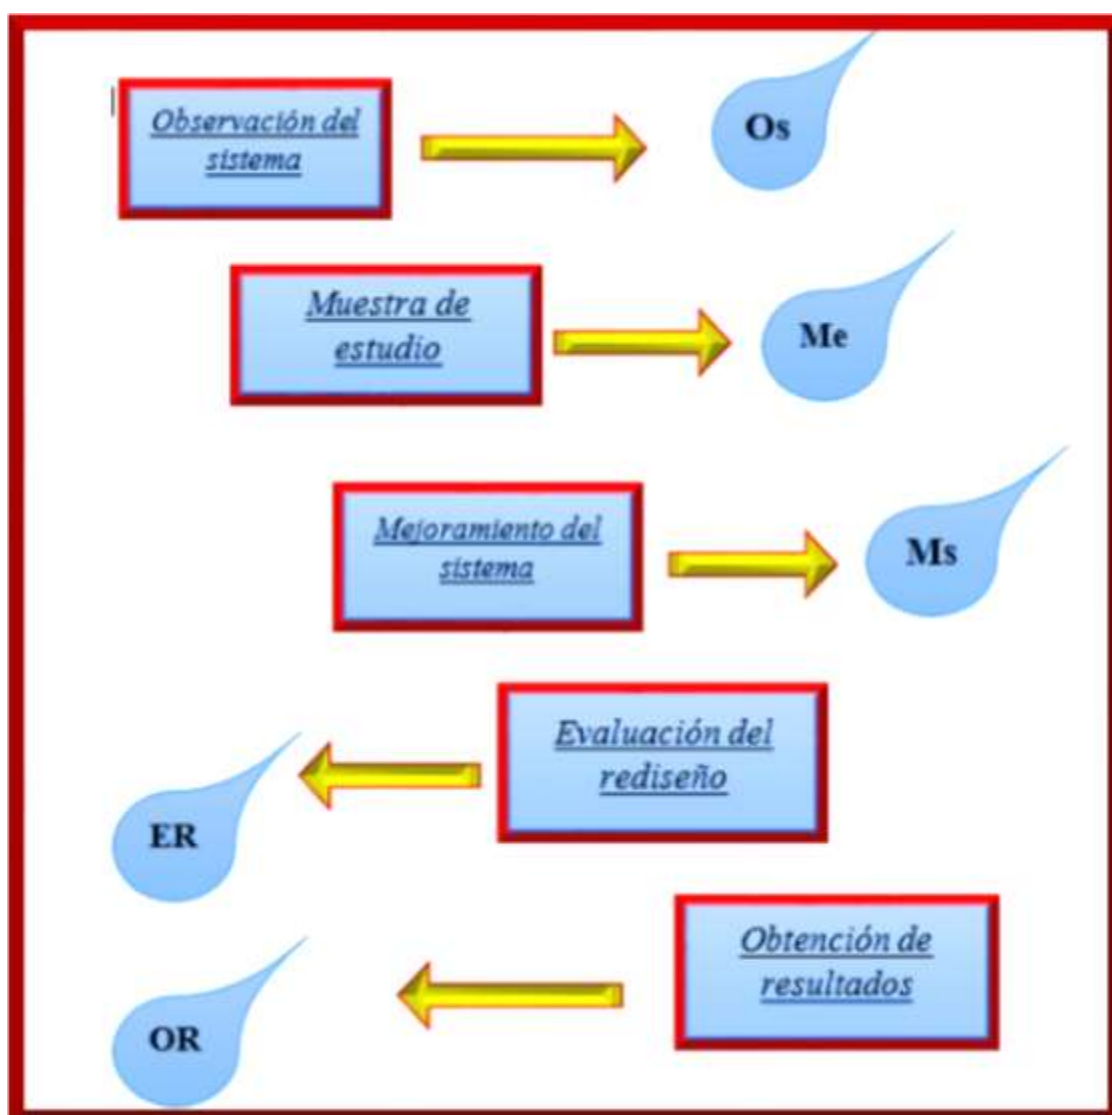 Observación del
sistema
Os
Muestra de
estudio
Me
Mejoramiento del
sistema
Ms
Evaluación del
rediseño
ER
Obtención de
resultados
OR